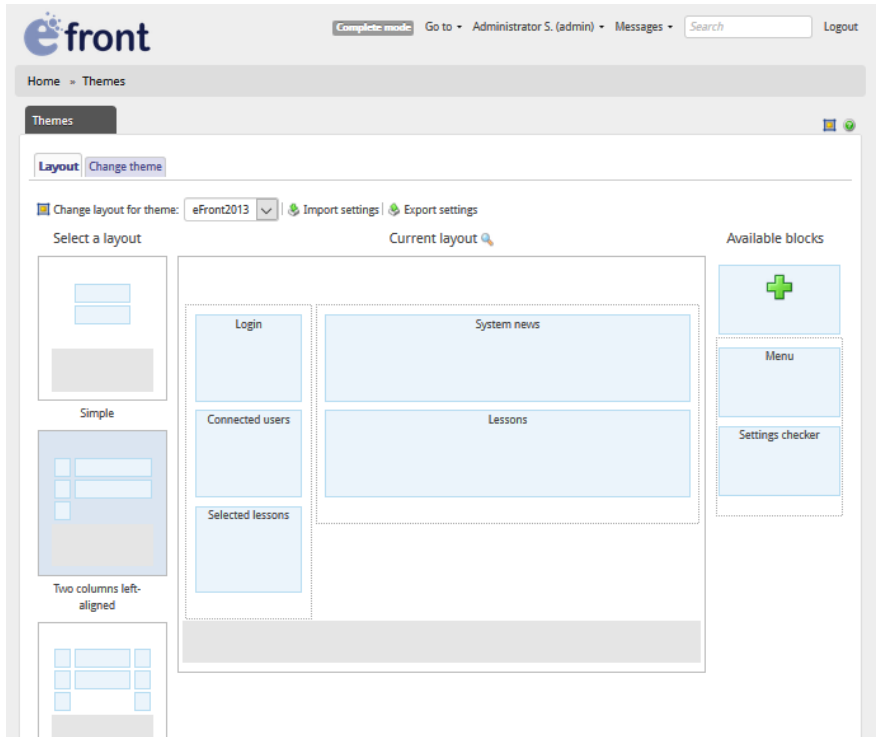 efront
Complete mode Go to Administrator S. (admin) Messages Search Logout
Home » Themes
Themes
Layout Change theme
Change layout for theme: eFront2013 | Import settings | Export settings
Select a layout Current layout Available blocks
Login System news
Menu
Simple
Connected users Lessons
Settings checker
Selected lessons
Two columns left-
aligned